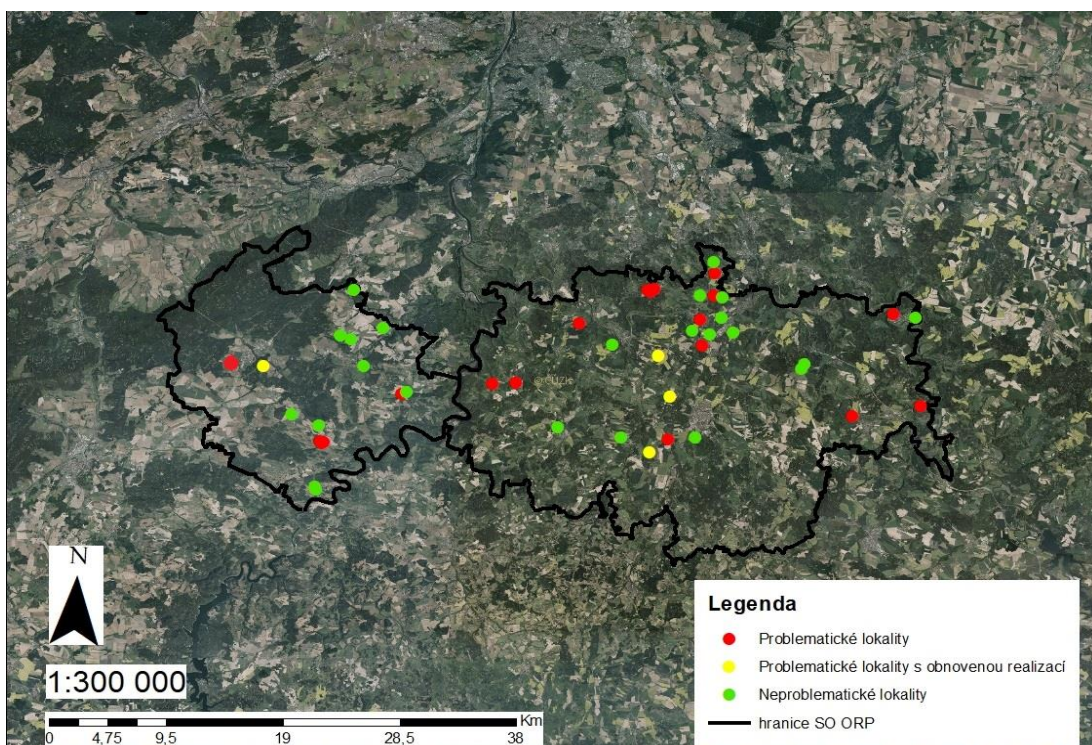 N
1:300 000
Km
0 4,75 9,5 19 28,5 38
Legenda
Problematické lokality
Problematické lokality s obnovenou realizací
Neproblematické lokality
hranice SO ORP